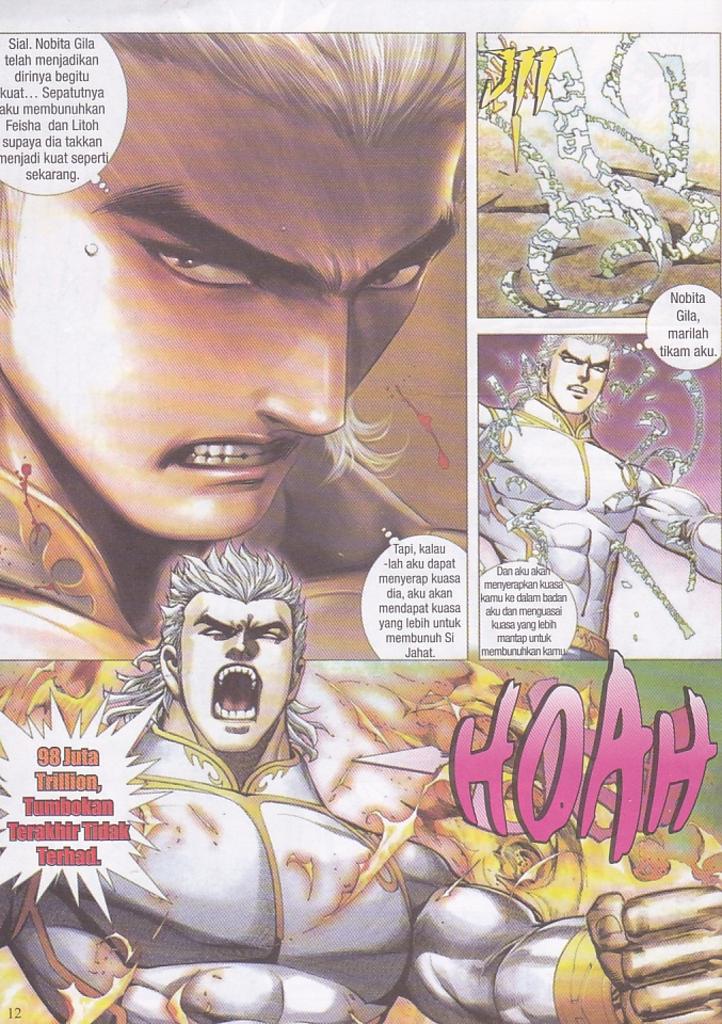 Sial. Nobita Gila
telah menjadikan
dirinya begitu
kuat... Sepatutnya
aku membunuhkan
Feisha dan Litoh
supaya dia takkan
menjadi kuat seperti
sekarang.
Nobita
Gila,
marilah
tikam aku.
Tapi, kalau
-lah aku dapat
menyerap kuasa
dia, aku akan
mendapat kuasa
yang lebih untuk
membunuh Si
Jahat.
Dan aku akan
menyerapkan kuasa
kamu ke dalam badan
aku dan menguasai
kuasa yang lebih
mantap untuk
membunuhkan kamu.
98 Juta
Trillion,
Tumbokan
Terakhir Tidak
Terhad.
HOAH
12